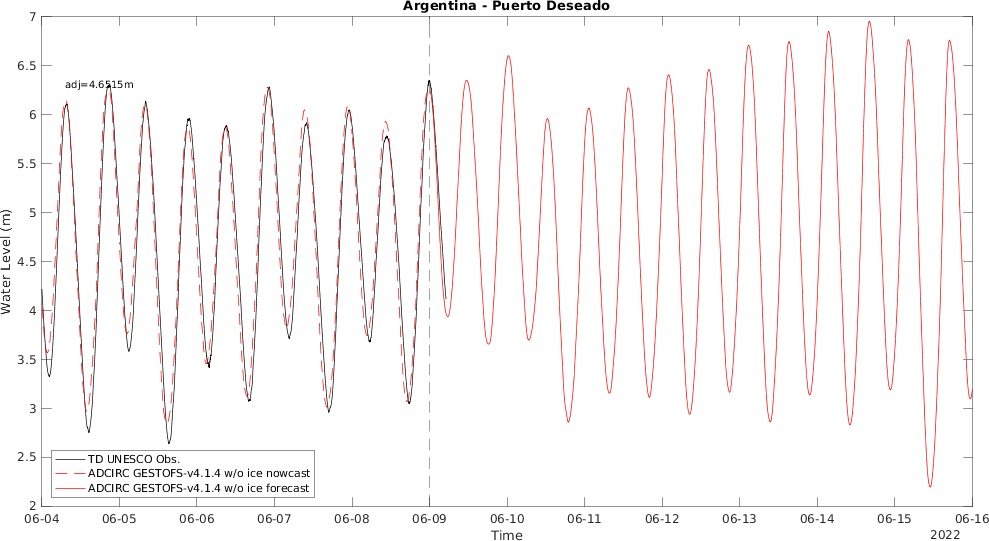 Argentina - Puerto Deseado
7
6.5
6
5.5
5
4.5
4
3.5
3
2.5
2
Water Level (m)
adj=4.6515m
TD UNESCO Obs.
ADCIRC GESTOFS-v4.1.4 w/o ice nowcast
ADCIRC GESTOFS-v4.1.4 w/o ice forecast
06-04 06-05 06-06 06-07 06-08 06-09 06-10 06-11 06-12 06-13 06-14 06-15 06-16
Time
2022